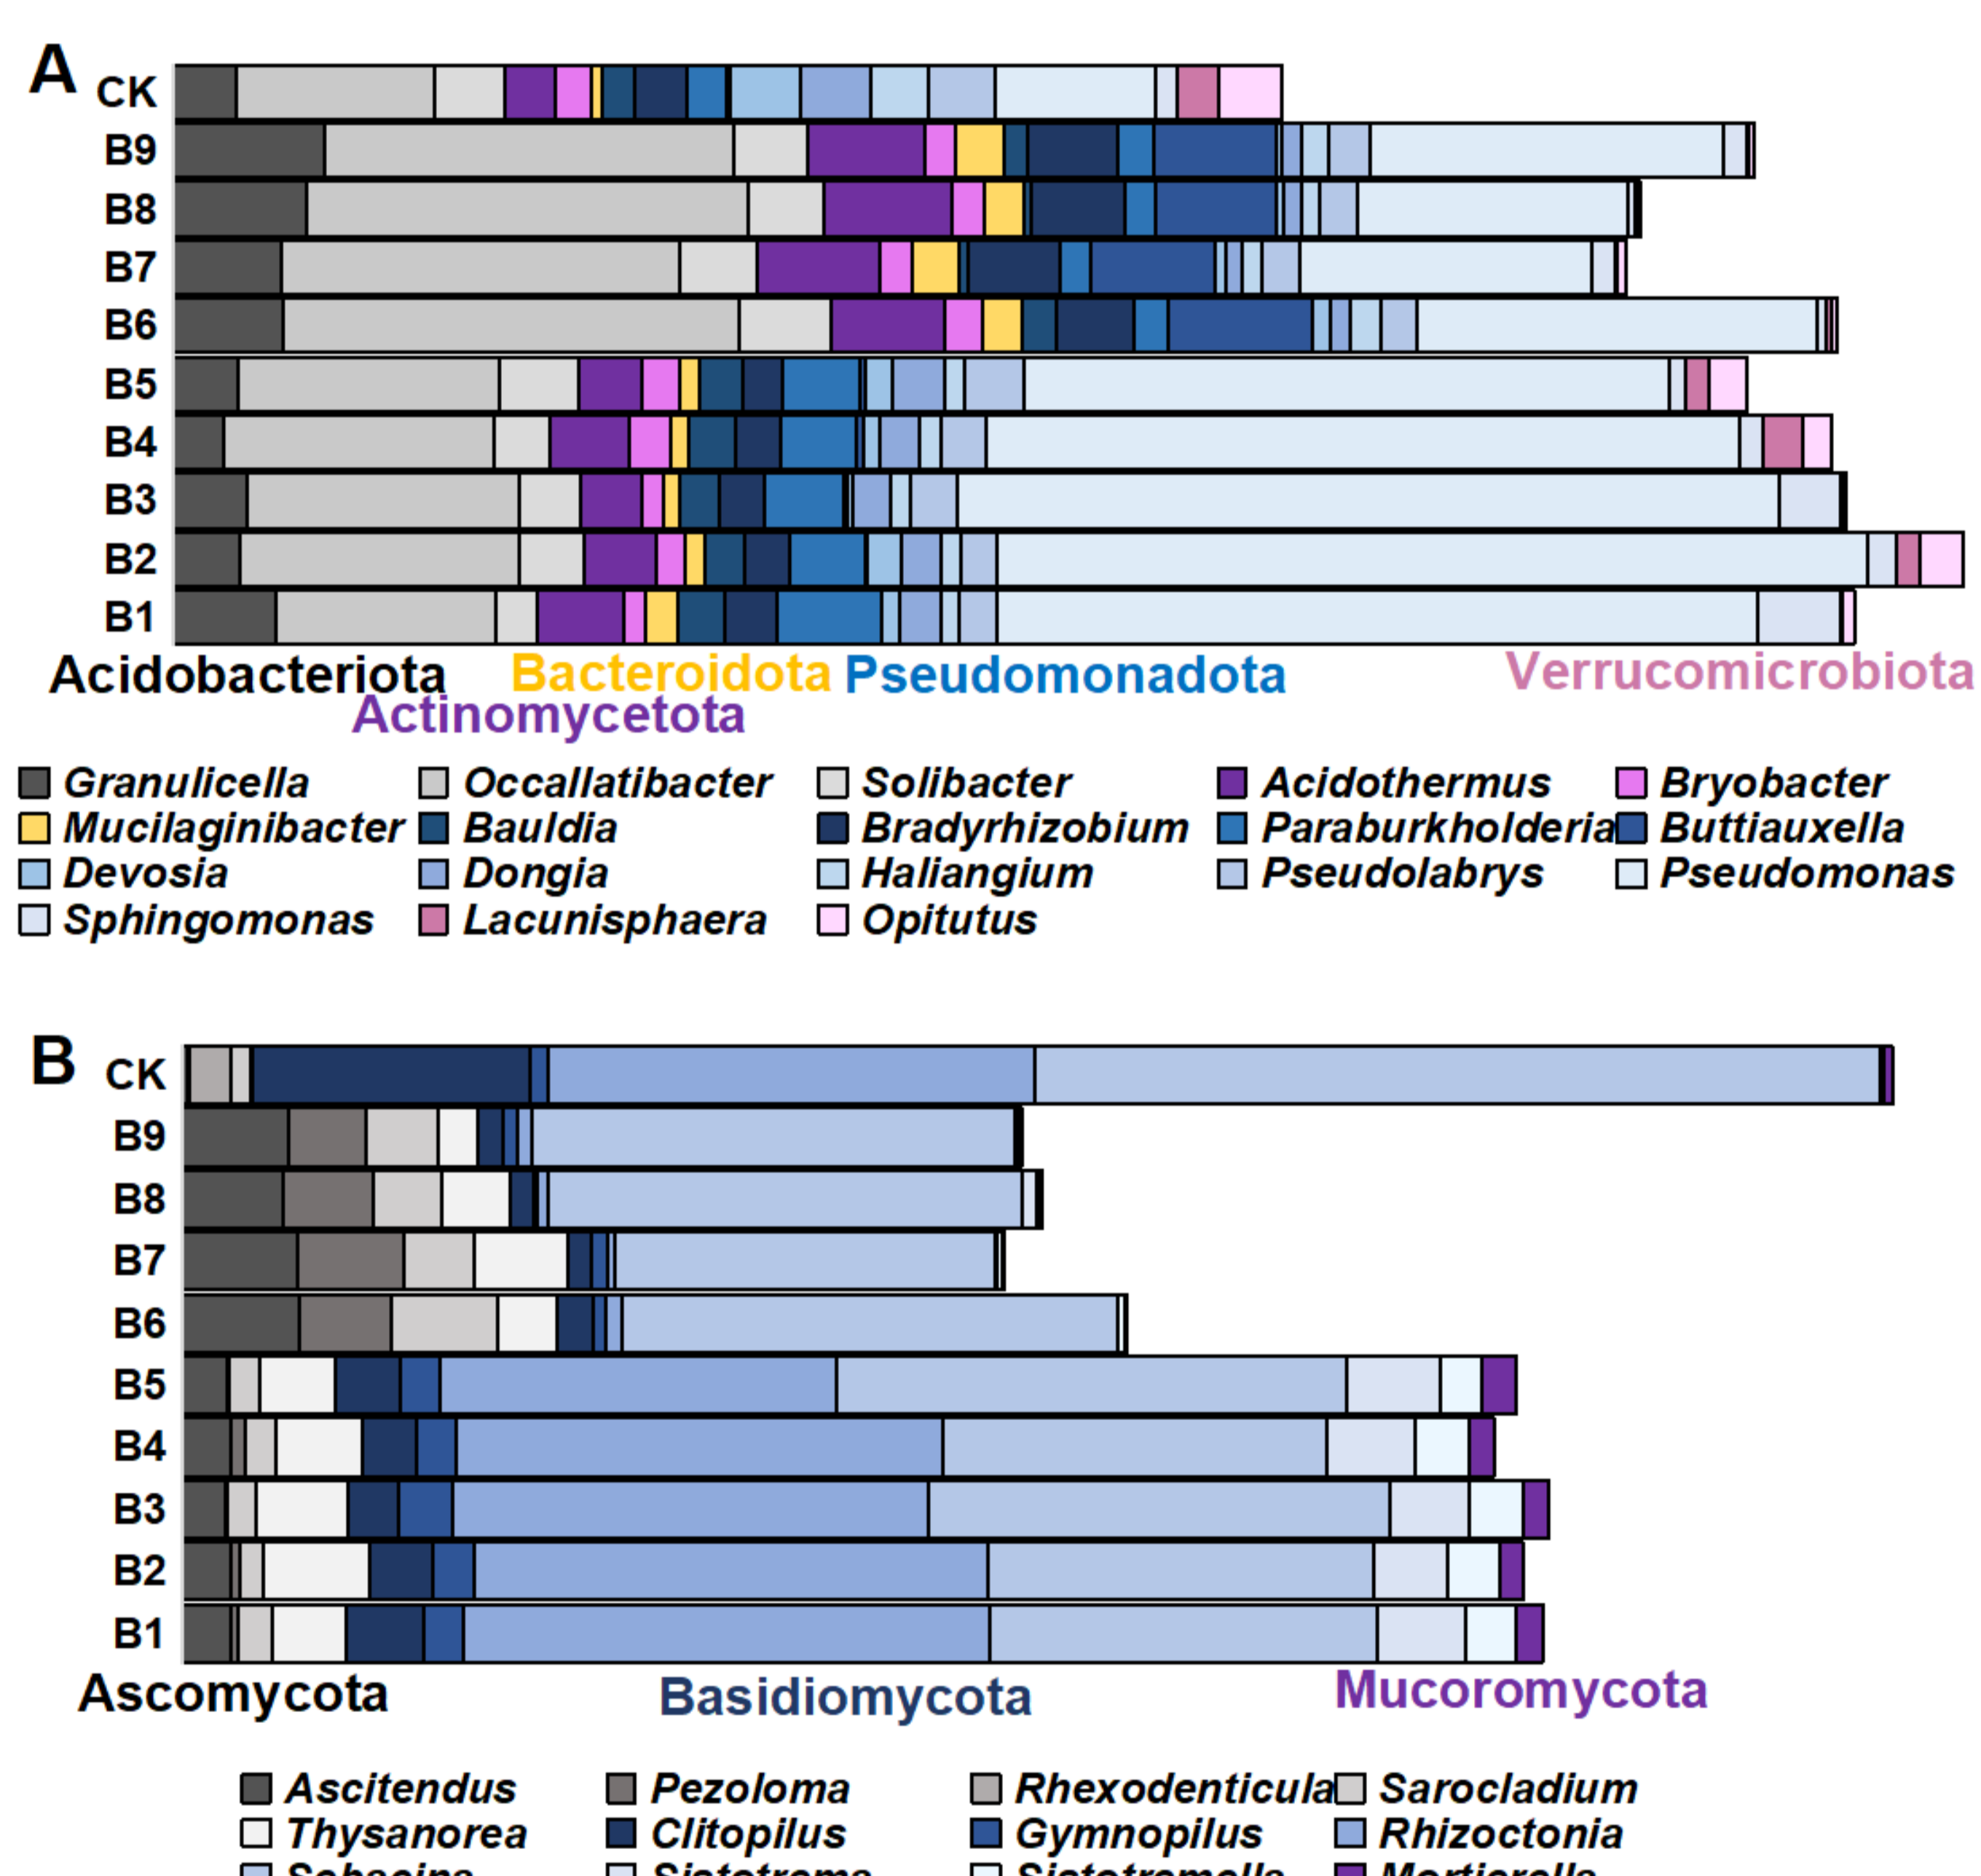 A
CK
B9
B8
B7
B6
B5
B4
B3
B2
B1
Acidobacteriota Bacteroidota Pseudomonadota Verrucomicrobiota
Actinomycetota
Granulicella Occallatibacter Solibacter Acidothermus Bryobacter
Mucilaginibacter Bauldia Bradyrhizobium Paraburkholderia Buttiauxella
Devosia Dongia Haliangium Pseudolabrys Pseudomonas
Sphingomonas Lacunisphaera Opitutus
B
CK
B9
B8
B7
B6
B5
B4
B3
B2
B1
Ascomycota Basidiomycota Mucoromycota
Ascitendus Pezoloma Rhexodenticula Sarocladium
Thysanorea Clitopilus Gymnopilus Rhizoctonia